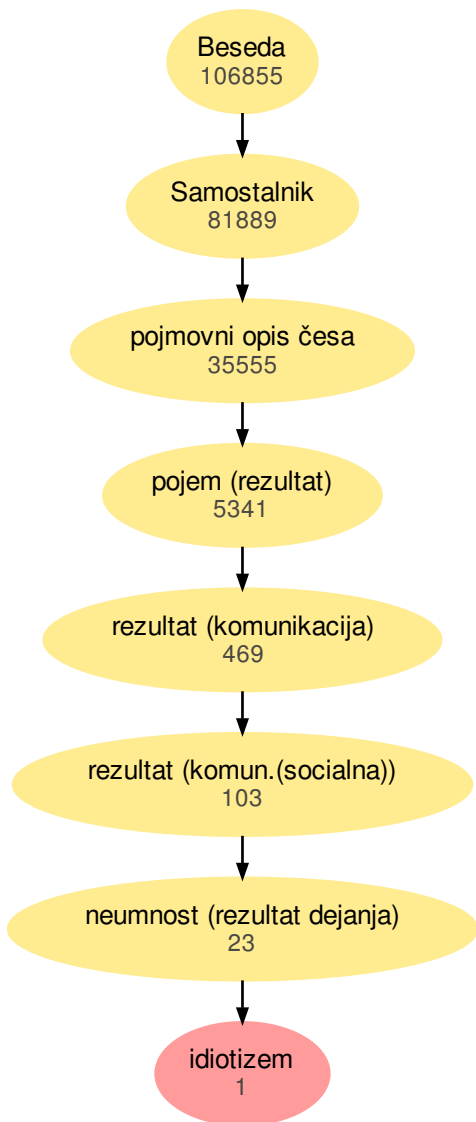 Beseda
106855
Samostalnik
81889
pojmovni opis česa
35555
pojem (rezultat)
5341
rezultat (komunikacija)
469
rezultat (komun.(socialna))
103
neumnost (rezultat dejanja)
23
idiotizem
1